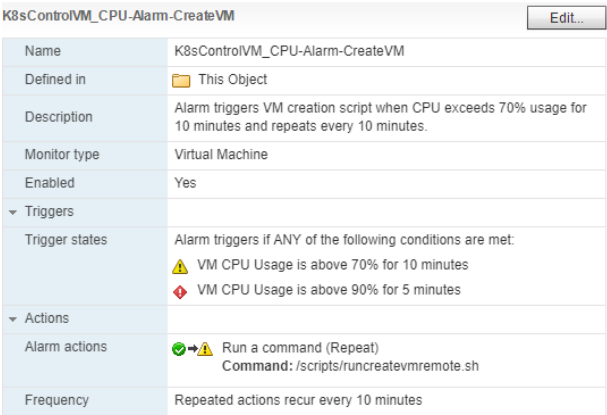 K8sControlVM_CPU-Alarm-CreateVM
Edit...
Name
K8sControlVM_CPU-Alarm-CreateVM
Defined in
This Object
Description
Alarm triggers VM creation script when CPU exceeds 70% usage for
10 minutes and repeats every 10 minutes.
Monitor type
Virtual Machine
Enabled
Yes
Triggers
Trigger states
Alarm triggers if ANY of the following conditions are met:
VM CPU Usage is above 70% for 10 minutes
VM CPU Usage is above 90% for 5 minutes
Actions
Alarm actions
Run a command (Repeat)
Command: /scripts/runcreatevmremote.sh
Frequency
Repeated actions recur every 10 minutes